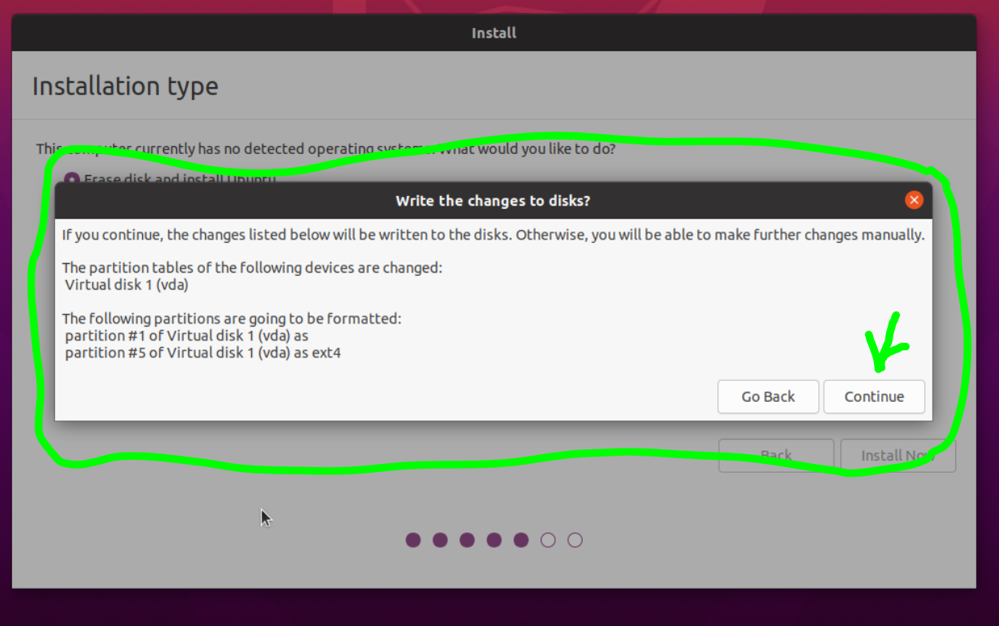 Install
Installation type
This computer currently has no detected operating systems. What would you like to do?
Erase disk and install Ubuntu
Write the changes to disks?
If you continue, the changes listed below will be written to the disks. Otherwise, you will be able to make further changes manually.
The partition tables of the following devices are changed:
Virtual disk 1 (vda)
The following partitions are going to be formatted:
partition #1 of Virtual disk 1 (vda) as
partition #5 of Virtual disk 1 (vda) as ext4
Go Back
Continue
Back
Install Now